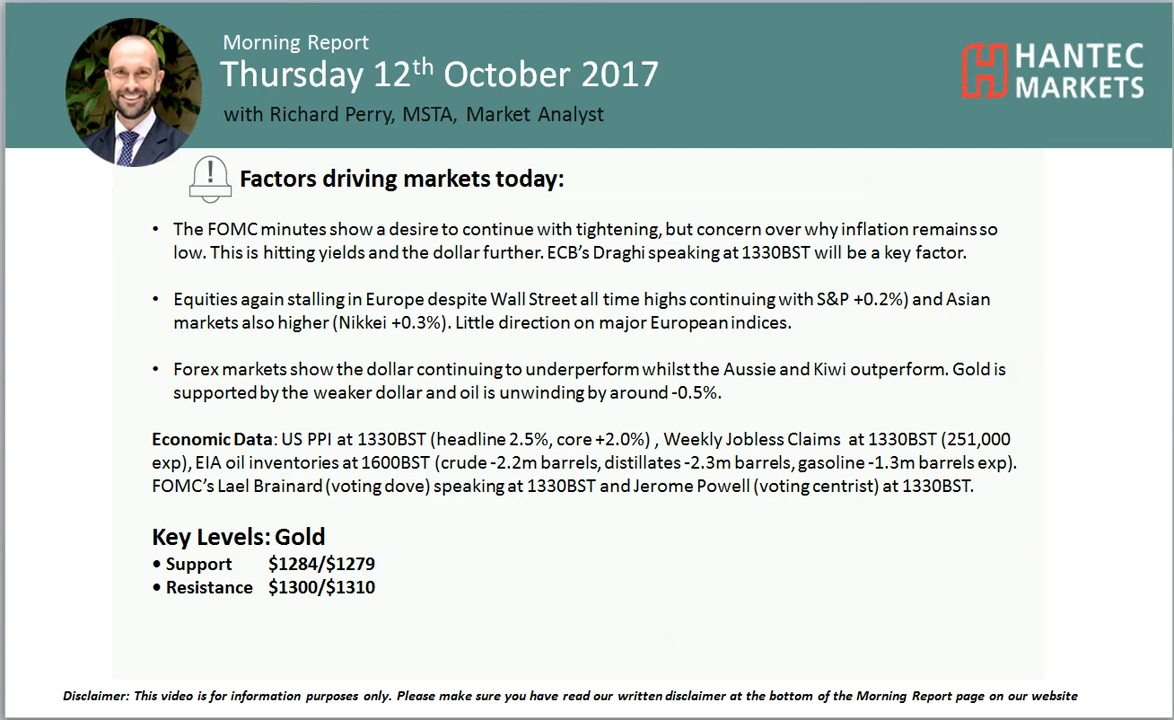 Morning Report
Thursday 12th October 2017
with Richard Perry, MSTA, Market Analyst
HANTEC
MARKETS
Factors driving markets today:
• The FOMC minutes show a desire to continue with tightening, but concern over why inflation remains so
low. This is hitting yields and the dollar further. ECB's Draghi speaking at 1330BST will be a key factor.
• Equities again stalling in Europe despite Wall Street all time highs continuing with S&P +0.2%) and Asian
markets also higher (Nikkei +0.3%). Little direction on major European indices.
• Forex markets show the dollar continuing to underperform whilst the Aussie and Kiwi outperform. Gold is
supported by the weaker dollar and oil is unwinding by around -0.5%.
Economic Data: US PPI at 1330BST (headline 2.5%, core +2.0%) , Weekly Jobless Claims at 1330BST (251,000
exp), EIA oil inventories at 1600BST (crude -2.2m barrels, distillates -2.3m barrels, gasoline -1.3m barrels exp).
FOMC's Lael Brainard (voting dove) speaking at 1330BST and Jerome Powell (voting centrist) at 1330BST.
Key Levels: Gold
• Support $1284/$1279
• Resistance $1300/$1310
Disclaimer: This video is for information purposes only. Please make sure you have read our written disclaimer at the bottom of the Morning Report page on our website